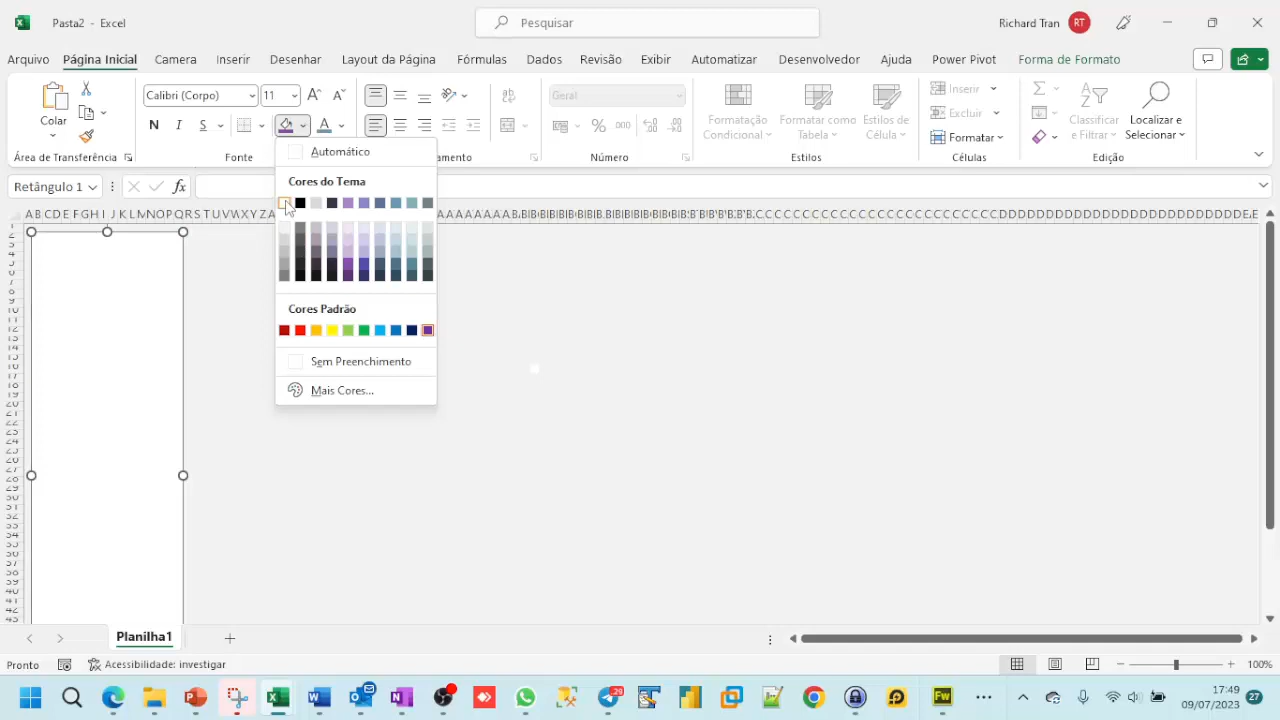 Pasta2 - Excel
Pesquisar
Richard Tran
RT
Arquivo
Página Inicial
Camera
Inserir
Desenhar
Layout da Página
Fórmulas
Dados
Revisão
Exibir
Automatizar
Desenvolvedor
Ajuda
Power Pivot
Forma de Formato
Colar
Área de Transferência
Calibri (Corpo)
11
N
I
S
Fonte
Automático
Cores do Tema
Cores Padrão
Sem Preenchimento
Mais Cores...
amento
Geral
Número
Formatação
Condicional
Formatar como
Tabela
Estilos de
Célula
Estilos
Inserir
Excluir
Formatar
Células
Classificar
e Filtrar
Localizar e
Selecionar
Edição
Retângulo 1
fx
Planilha1
Pronto
Acessibilidade: investigar
100%
29
Fw
17:49
09/07/2023
27